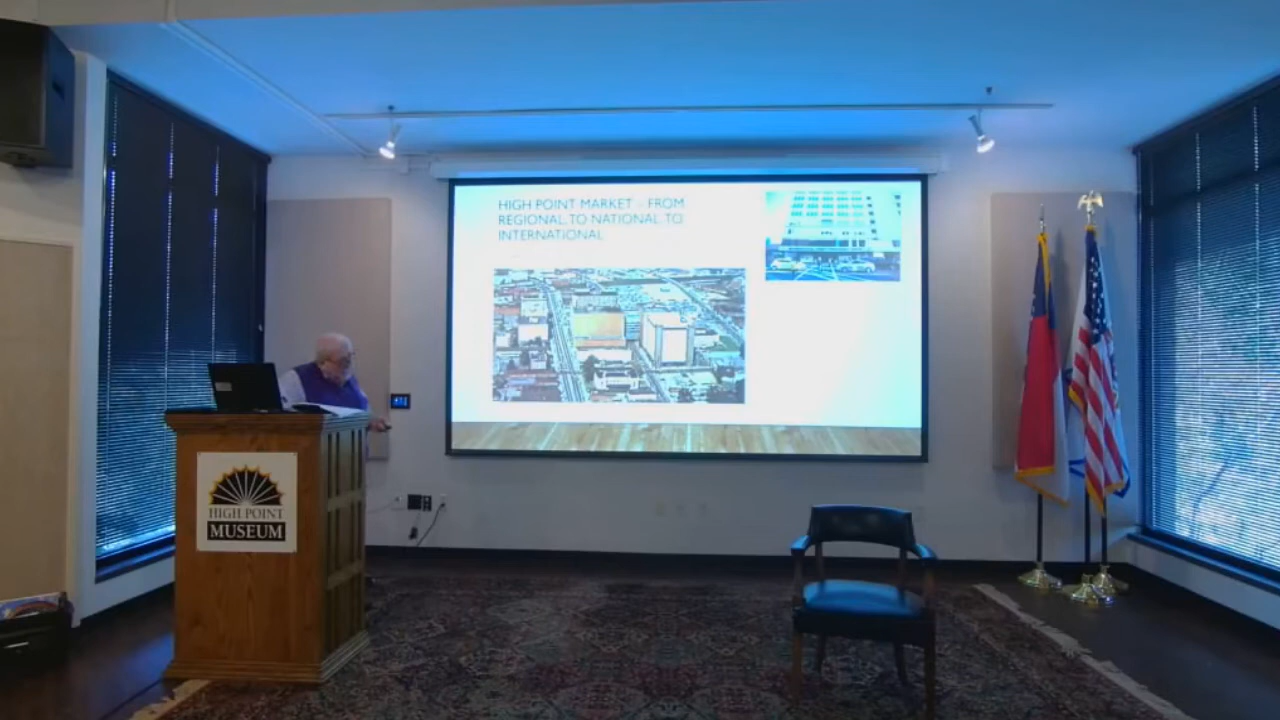 HIGH POINT MARKET – FROM
REGIONAL TO NATIONAL TO
INTERNATIONAL
HIGH POINT
MUSEUM